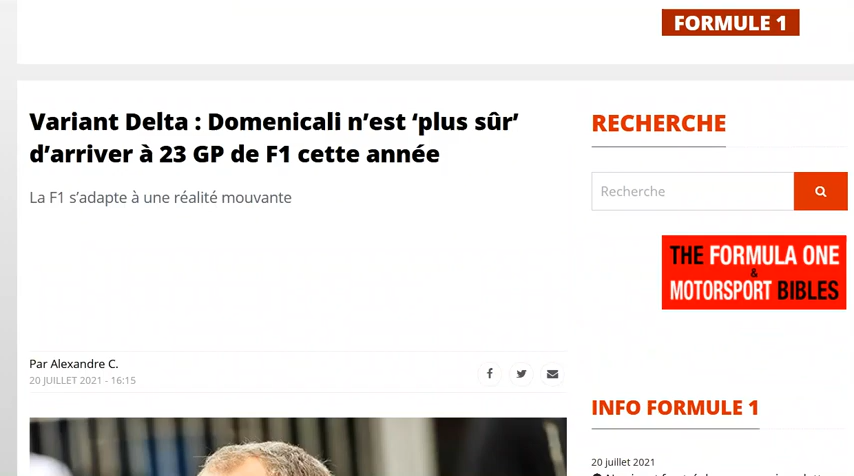 FORMULE 1
Variant Delta : Domenicali n’est ‘plus sûr’
d’arriver à 23 GP de F1 cette année
La F1 s’adapte à une réalité mouvante
Par Alexandre C.
20 JUILLET 2021 - 16:15
RECHERCHE
Recherche
THE FORMULA ONE
&
MOTORSPORT BIBLES
INFO FORMULE 1
20 juillet 2021